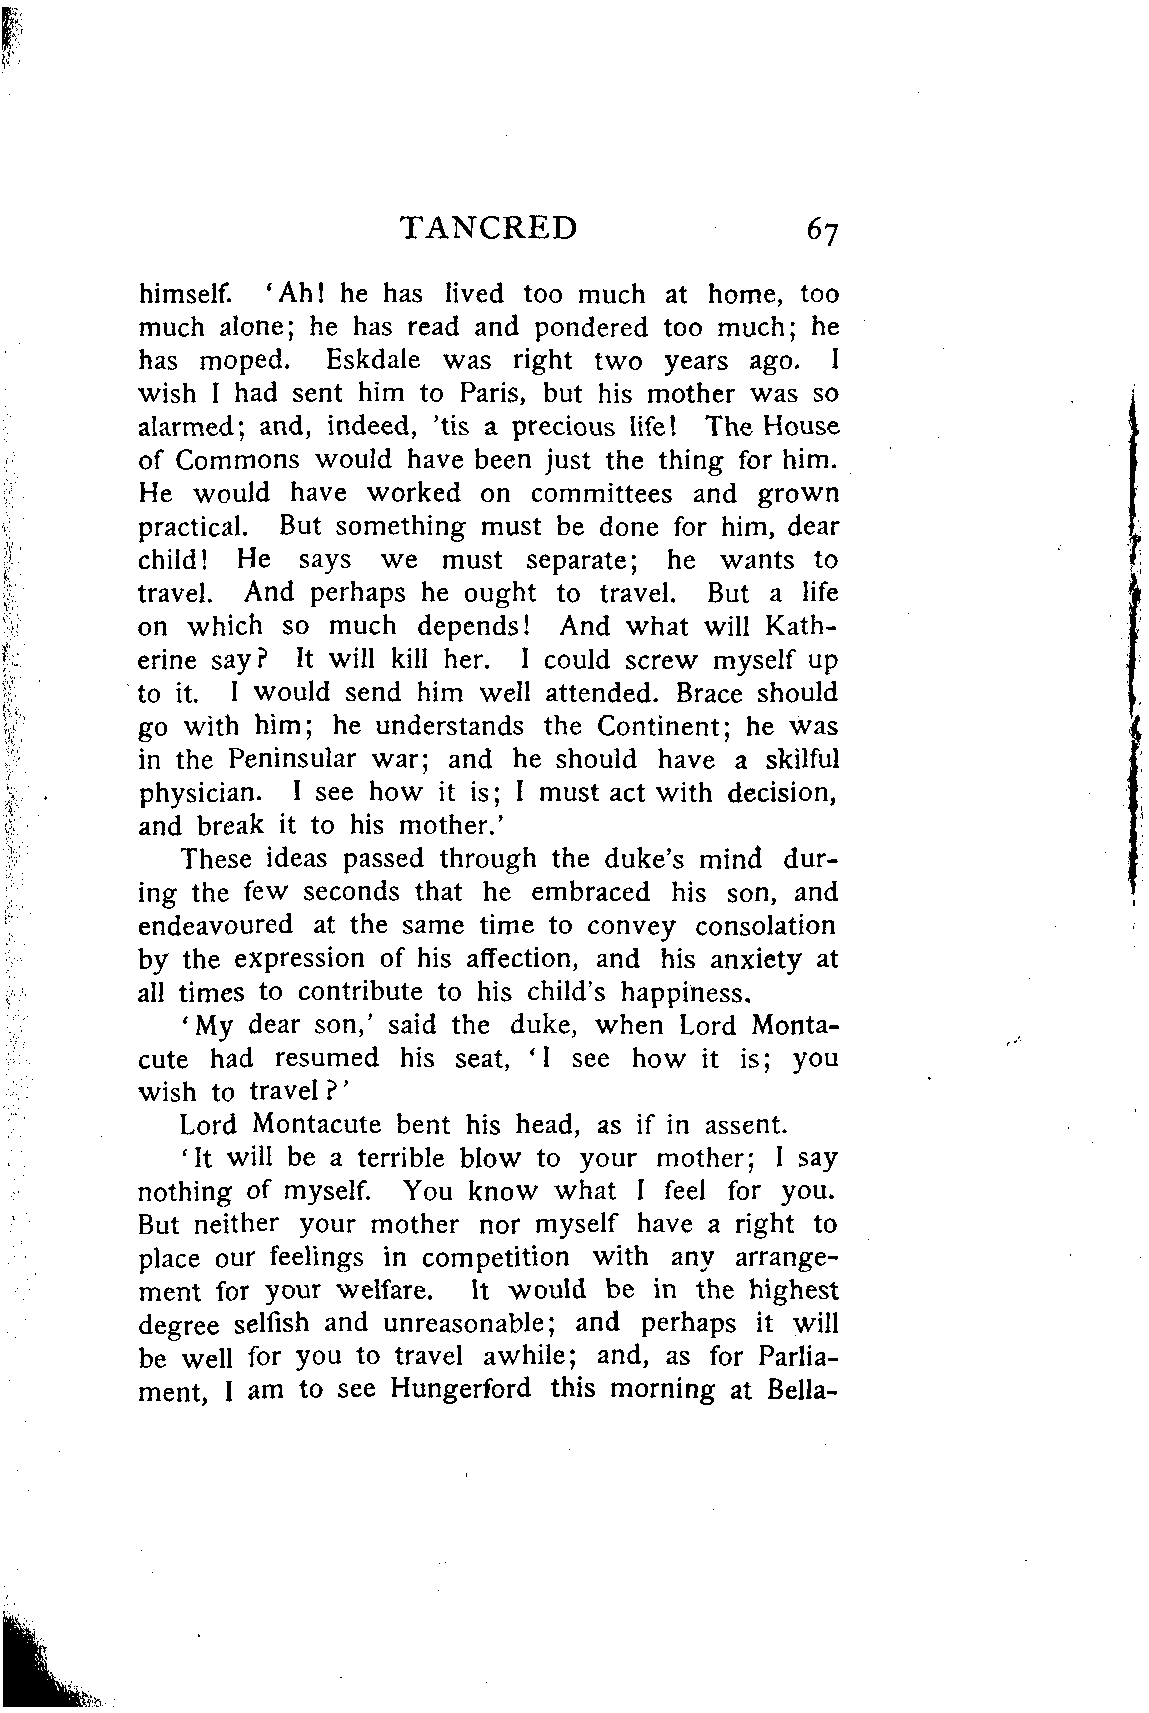 TANCRED 67
himself. 'Ah! he has lived too much at home, too
much alone; he has read and pondered too much; he
has moped. Eskdale was right two years ago. I
wish I had sent him to Paris, but his mother was so
alarmed; and, indeed, 'tis a precious life! The House
of Commons would have been just the thing for him.
He would have worked on committees and grown
practical. But something must be done for him, dear
child! He says we must separate; he wants to
travel. And perhaps he ought to travel. But a life
on which so much depends! And what will Kath-
erine say? It will kill her. I could screw myself up
to it. I would send him well attended. Brace should
go with him; he understands the Continent; he was
in the Peninsular war; and he should have a skilful
physician. I see how it is; I must act with decision,
and break it to his mother.'
These ideas passed through the duke's mind dur-
ing the few seconds that he embraced his son, and
endeavoured at the same time to convey consolation
by the expression of his affection, and his anxiety at
all times to contribute to his child's happiness.
'My dear son,' said the duke, when Lord Monta-
cute had resumed his seat, 'I see how it is; you
wish to travel?'
Lord Montacute bent his head, as if in assent.
'It will be a terrible blow to your mother; I say
nothing of myself. You know what I feel for you.
But neither your mother nor myself have a right to
place our feelings in competition with any arrange-
ment for your welfare. It would be in the highest
degree selfish and unreasonable; and perhaps it will
be well for you to travel awhile; and, as for Parlia-
ment, I am to see Hungerford this morning at Bella-